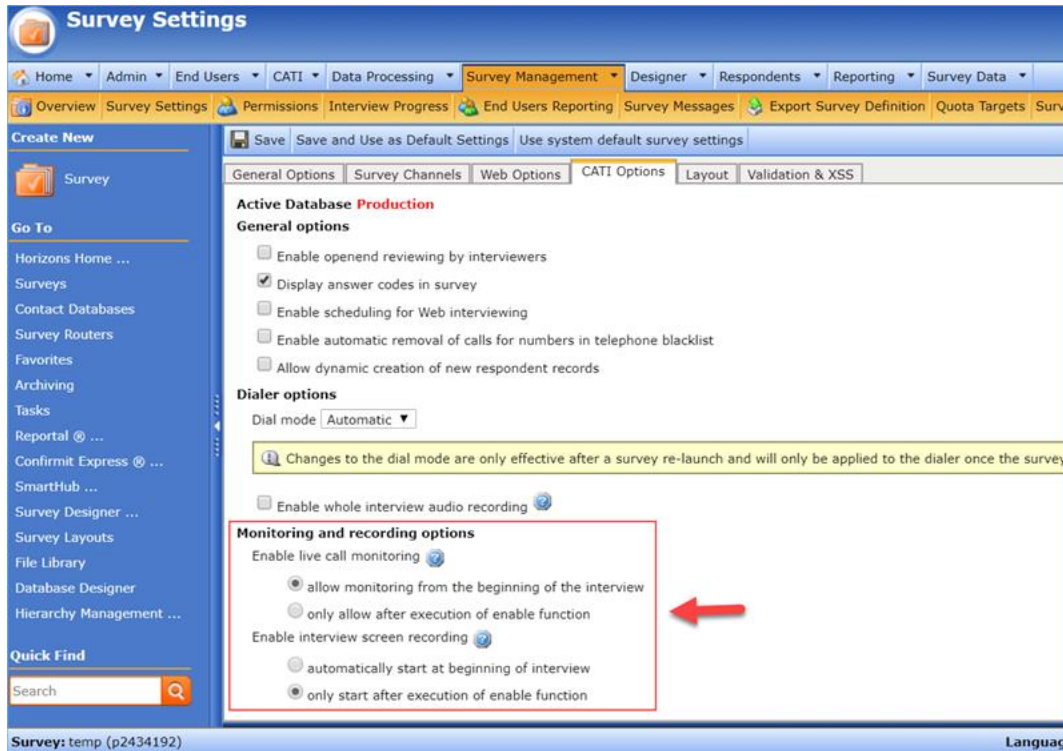 Survey Settings
Home Admin End Users CATI Data Processing Survey Management Designer Respondents Reporting Survey Data
Overview Survey Settings Permissions Interview Progress End Users Reporting Survey Messages Export Survey Definition Quota Targets Surv
Create New
Survey
Go To
Horizons Home ...
Surveys
Contact Databases
Survey Routers
Favorites
Archiving
Tasks
Reportal ® ...
Confirmit Express ® ...
SmartHub ...
Survey Designer ...
Survey Layouts
File Library
Database Designer
Hierarchy Management ...
Quick Find
Search
Save Save and Use as Default Settings Use system default survey settings
General Options Survey Channels Web Options CATI Options Layout Validation & XSS
Active Database Production
General options
Enable openend reviewing by interviewers
Display answer codes in survey
Enable scheduling for Web interviewing
Enable automatic removal of calls for numbers in telephone blacklist
Allow dynamic creation of new respondent records
Dialer options
Dial mode Automatic
Changes to the dial mode are only effective after a survey re-launch and will only be applied to the dialer once the survey
Enable whole interview audio recording
Monitoring and recording options
Enable live call monitoring
allow monitoring from the beginning of the interview
only allow after execution of enable function
Enable interview screen recording
automatically start at beginning of interview
only start after execution of enable function
Survey: temp (p2434192) Languag